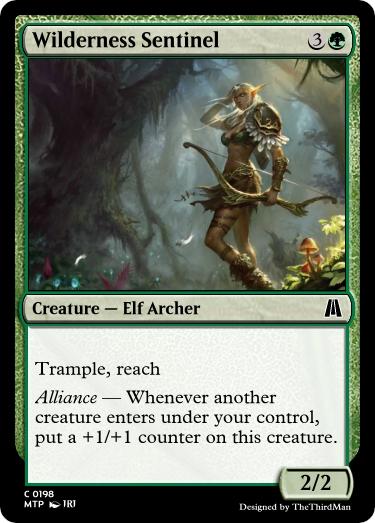 Wilderness Sentinel 3
Creature — Elf Archer
Trample, reach
Alliance — Whenever another
creature enters under your control,
put a +1/+1 counter on this creature.
2/2
C 0198
MTP
Designed by TheThirdMan